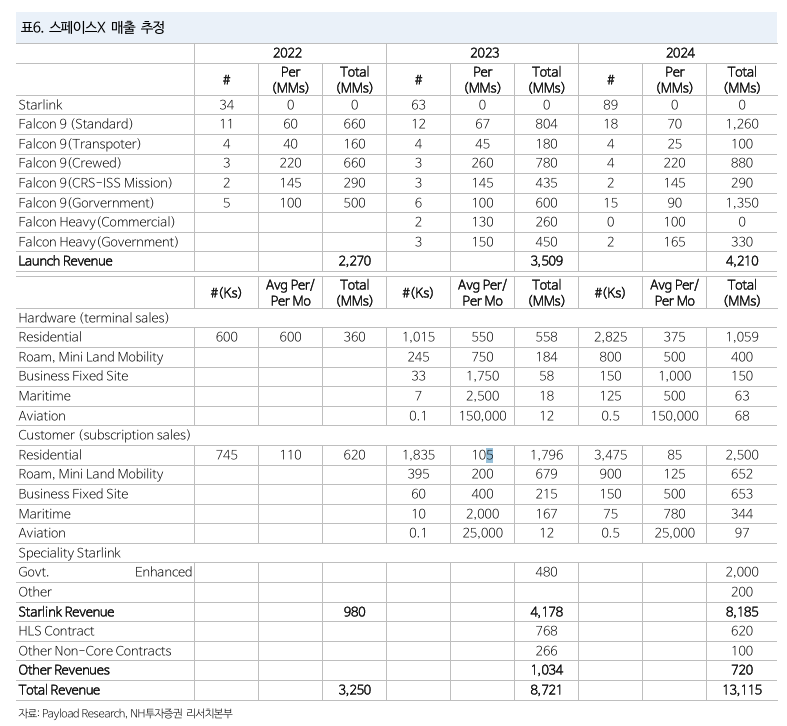 표6. 스페이스X 매출 추정
2022 2023 2024
# Per (MMs) Total (MMs) # Per (MMs) Total (MMs) # Per (MMs) Total (MMs)
Starlink 34 0 0 63 0 0 89 0 0
Falcon 9 (Standard) 11 60 660 12 67 804 18 70 1,260
Falcon 9(Transpoter) 4 40 160 4 45 180 4 25 100
Falcon 9(Crewed) 3 220 660 3 260 780 4 220 880
Falcon 9(CRS-ISS Mission) 2 145 290 3 145 435 2 145 290
Falcon 9(Gorvernment) 5 100 500 6 100 600 15 90 1,350
Falcon Heavy(Commercial) 2 130 260 0 100 0
Falcon Heavy(Government) 3 150 450 2 165 330
Launch Revenue 2,270 3,509 4,210
#(Ks) Avg Per/ Per Mo Total (MMs) #(Ks) Avg Per/ Per Mo Total (MMs) #(Ks) Avg Per/ Per Mo Total (MMs)
Hardware (terminal sales)
Residential 600 600 360 1,015 550 558 2,825 375 1,059
Roam, Mini Land Mobility 245 750 184 800 500 400
Business Fixed Site 33 1,750 58 150 1,000 150
Maritime 7 2,500 18 125 500 63
Aviation 0.1 150,000 12 0.5 150,000 68
Customer (subscription sales)
Residential 745 110 620 1,835 105 1,796 3,475 85 2,500
Roam, Mini Land Mobility 395 200 679 900 125 652
Business Fixed Site 60 400 215 150 500 653
Maritime 10 2,000 167 75 780 344
Aviation 0.1 25,000 12 0.5 25,000 97
Speciality Starlink
Govt. Enhanced 480 2,000
Other 200
Starlink Revenue 980 4,178 8,185
HLS Contract 768 620
Other Non-Core Contracts 266 100
Other Revenues 1,034 720
Total Revenue 3,250 8,721 13,115
자료: Payload Research, NH투자증권 리서치본부